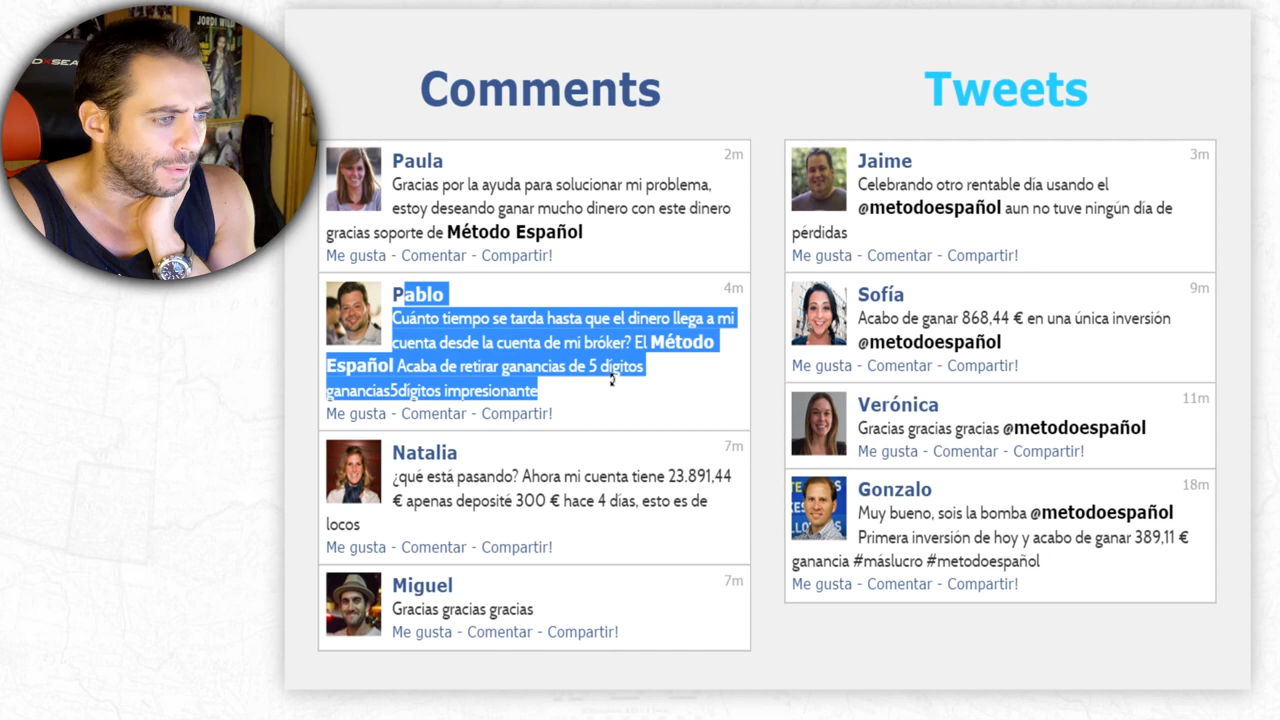 JORDI WILD
DXSEA
Comments
Paula
2m
Gracias por la ayuda para solucionar mi problema,
estoy deseando ganar mucho dinero con este dinero
gracias soporte de Método Español
Me gusta - Comentar - Compartir!
Pablo
4m
Cuánto tiempo se tarda hasta que el dinero llega a mi
cuenta desde la cuenta de mi bróker? El Método
Español Acaba de retirar ganancias de 5 dígitos
ganancias5dígitos impresionante
Me gusta - Comentar - Compartir!
Natalia
7m
¿qué está pasando? Ahora mi cuenta tiene 23.891,44
€ apenas deposité 300 € hace 4 días, esto es de
locos
Me gusta - Comentar - Compartir!
Miguel
7m
Gracias gracias gracias
Me gusta - Comentar - Compartir!
Tweets
Jaime
3m
Celebrando otro rentable día usando el
@metodoespañol aun no tuve ningún día de
pérdidas
Me gusta - Comentar - Compartir!
Sofía
9m
Acabo de ganar 868,44 € en una única inversión
@metodoespañol
Me gusta - Comentar - Compartir!
Verónica
11m
Gracias gracias gracias @metodoespañol
Me gusta - Comentar - Compartir!
Gonzalo
18m
Muy bueno, sois la bomba @metodoespañol
Primera inversión de hoy y acabo de ganar 389,11 €
ganancia #máslucro #metodoespañol
Me gusta - Comentar - Compartir!